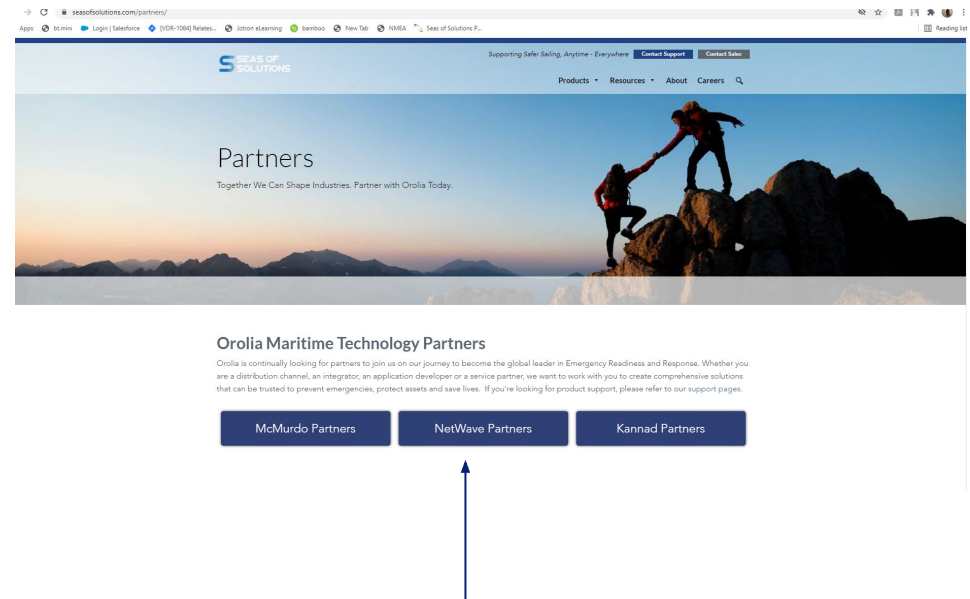 seasofsolutions.com/partners/
Apps bt.mini Login | Salesforce [VDR-1084] Relates... Jotron eLearning bamboo New Tab NMEA Seas of Solutions P... Reading list
Supporting Safer Sailing, Anytime - Everywhere Contact Support Contact Sales
SEAS OF
SOLUTIONS
Products Resources About Careers
Partners
Together We Can Shape Industries. Partner with Orolia Today.
Orolia Maritime Technology Partners
Orolia is continually looking for partners to join us on our journey to become the global leader in Emergency Readiness and Response. Whether you
are a distribution channel, an integrator, an application developer or a service partner, we want to work with you to create comprehensive solutions
that can be trusted to prevent emergencies, protect assets and save lives. If you're looking for product support, please refer to our support pages.
McMurdo Partners NetWave Partners Kannad Partners